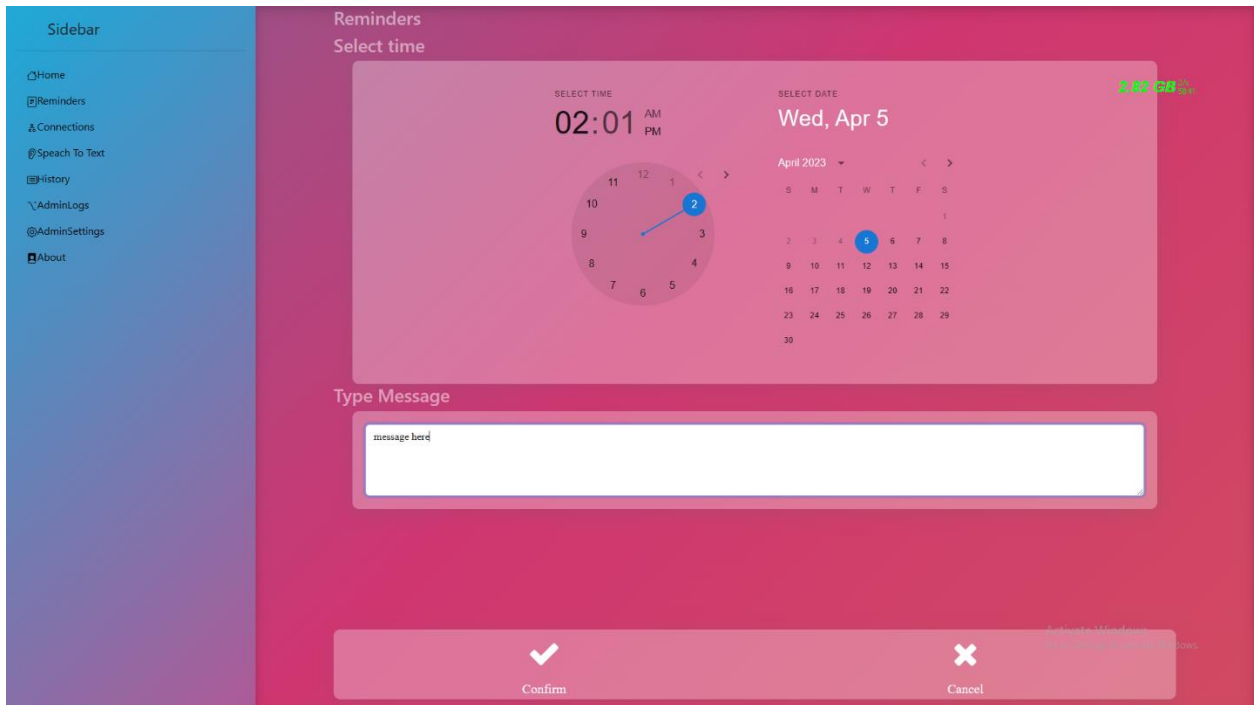 Sidebar
Home
Reminders
Connections
Speach To Text
History
AdminLogs
AdminSettings
About
Reminders
Select time
SELECT TIME
02:01 AM
PM
12
11 1
10 2
9 3
8 4
7 5
6
SELECT DATE
Wed, Apr 5
April 2023
S M T W T F S
1
2 3 4 5 6 7 8
9 10 11 12 13 14 15
16 17 18 19 20 21 22
23 24 25 26 27 28 29
30
GB
Type Message
message here
Activate Windows
Confirm
Cancel